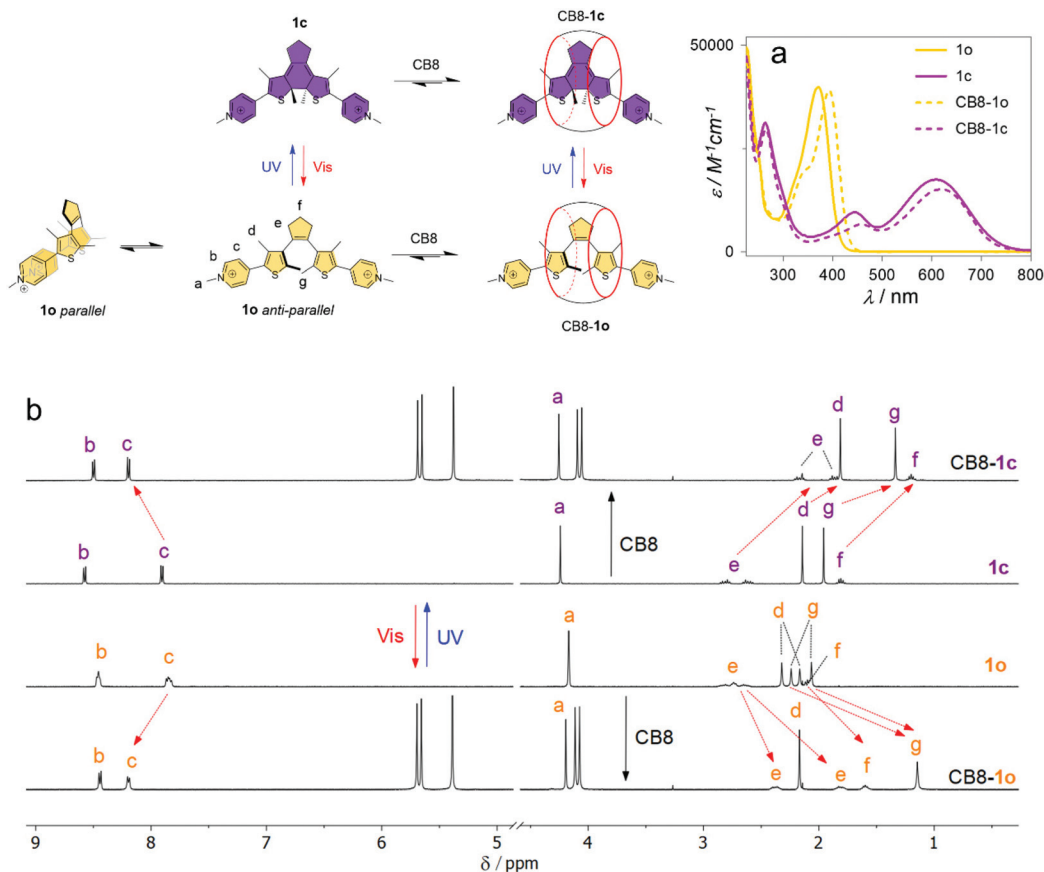 1c
CB8-1c
CB8
S
S
N
N
S
S
N
N
UV
Vis
UV
Vis
f
e
d
c
b
a
g
CB8
S
S
N
N
S
S
N
N
N
1o parallel
1o anti-parallel
CB8-1o
a
50000
0
ε / M-1cm-1
1o
1c
CB8-1o
CB8-1c
300 400 500 600 700 800
λ / nm
b
b c a e d g f
CB8-1c
b c a CB8 e d g f
1c
Vis UV
b c a e d g f
1o
b c a CB8 e d e f g
CB8-1o
9 8 7 6 5 4 3 2 1
δ / ppm